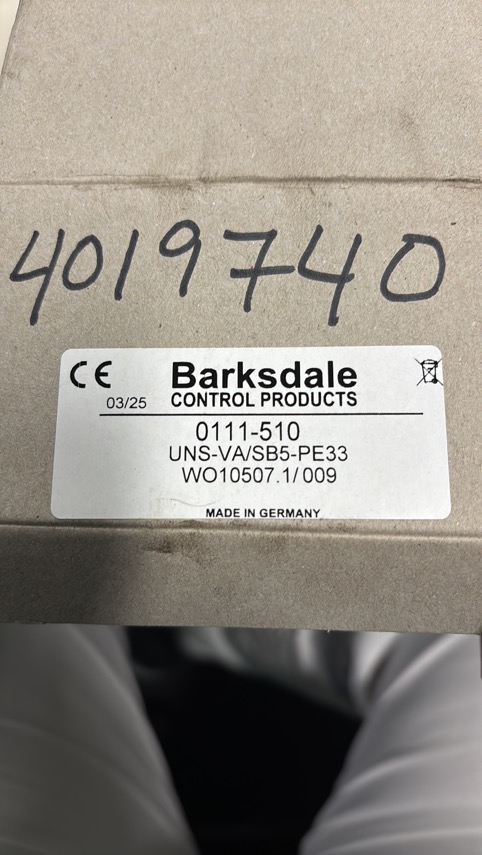 4019740
CE
Barksdale
03/25 CONTROL PRODUCTS
0111-510
UNS-VA/SB5-PE33
WO10507.1/009
MADE IN GERMANY